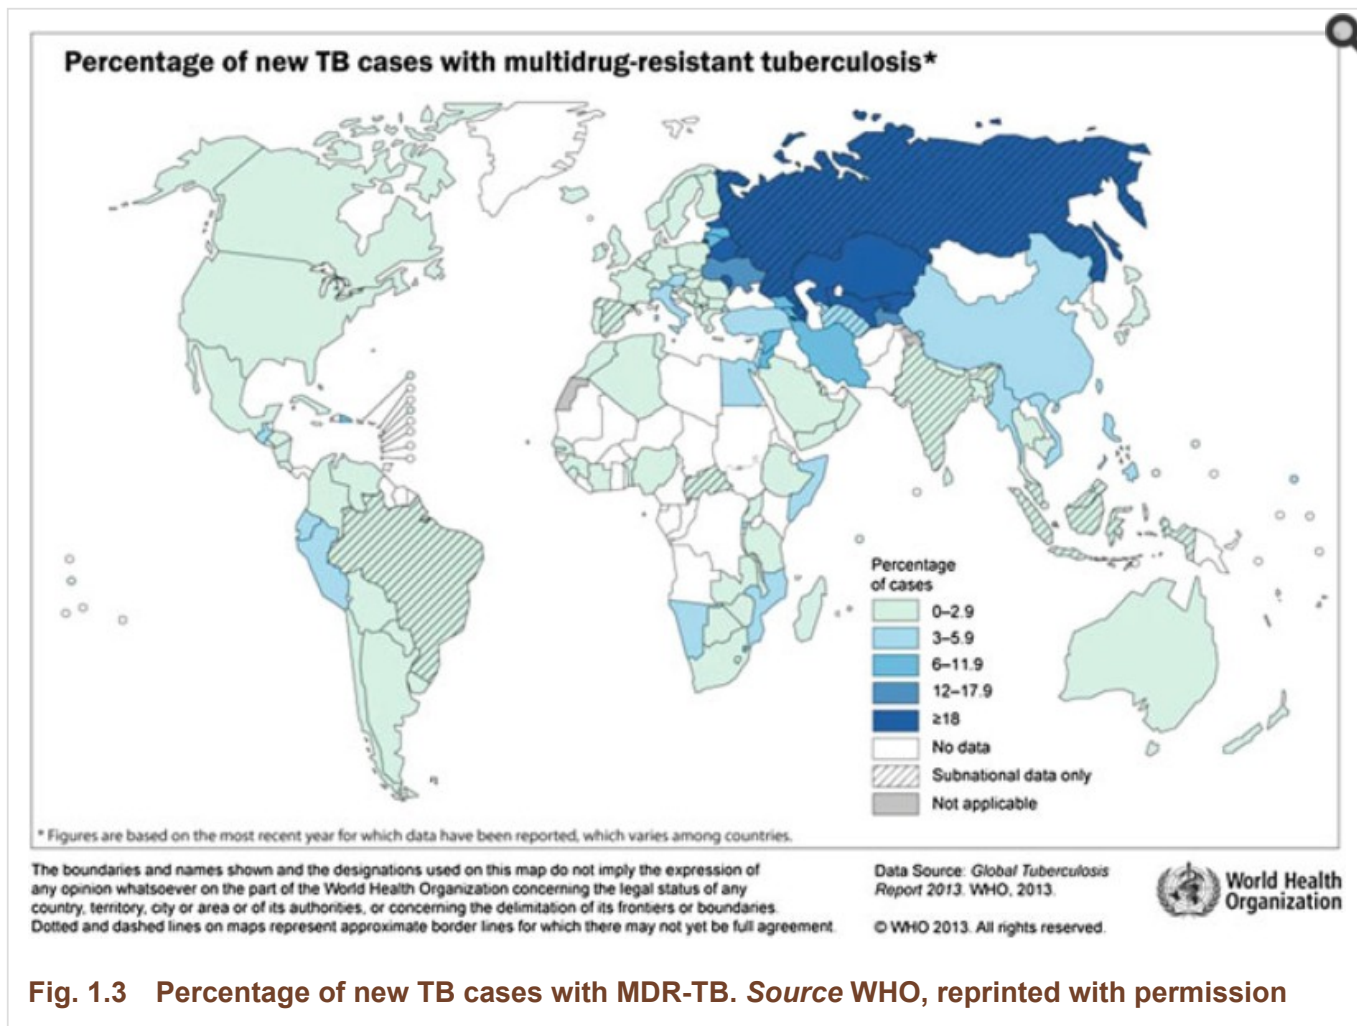 Percentage of new TB cases with multidrug-resistant tuberculosis*
Percentage
of cases
0–2.9
3–5.9
6–11.9
12–17.9
≥18
No data
Subnational data only
Not applicable
* Figures are based on the most recent year for which data have been reported, which varies among countries.
The boundaries and names shown and the designations used on this map do not imply the expression of
any opinion whatsoever on the part of the World Health Organization concerning the legal status of any
country, territory, city or area or of its authorities, or concerning the delimitation of its frontiers or boundaries.
Dotted and dashed lines on maps represent approximate border lines for which there may not yet be full agreement.
Data Source: Global Tuberculosis
Report 2013. WHO, 2013.
© WHO 2013. All rights reserved.
World Health
Organization
Fig. 1.3 Percentage of new TB cases with MDR-TB. Source WHO, reprinted with permission